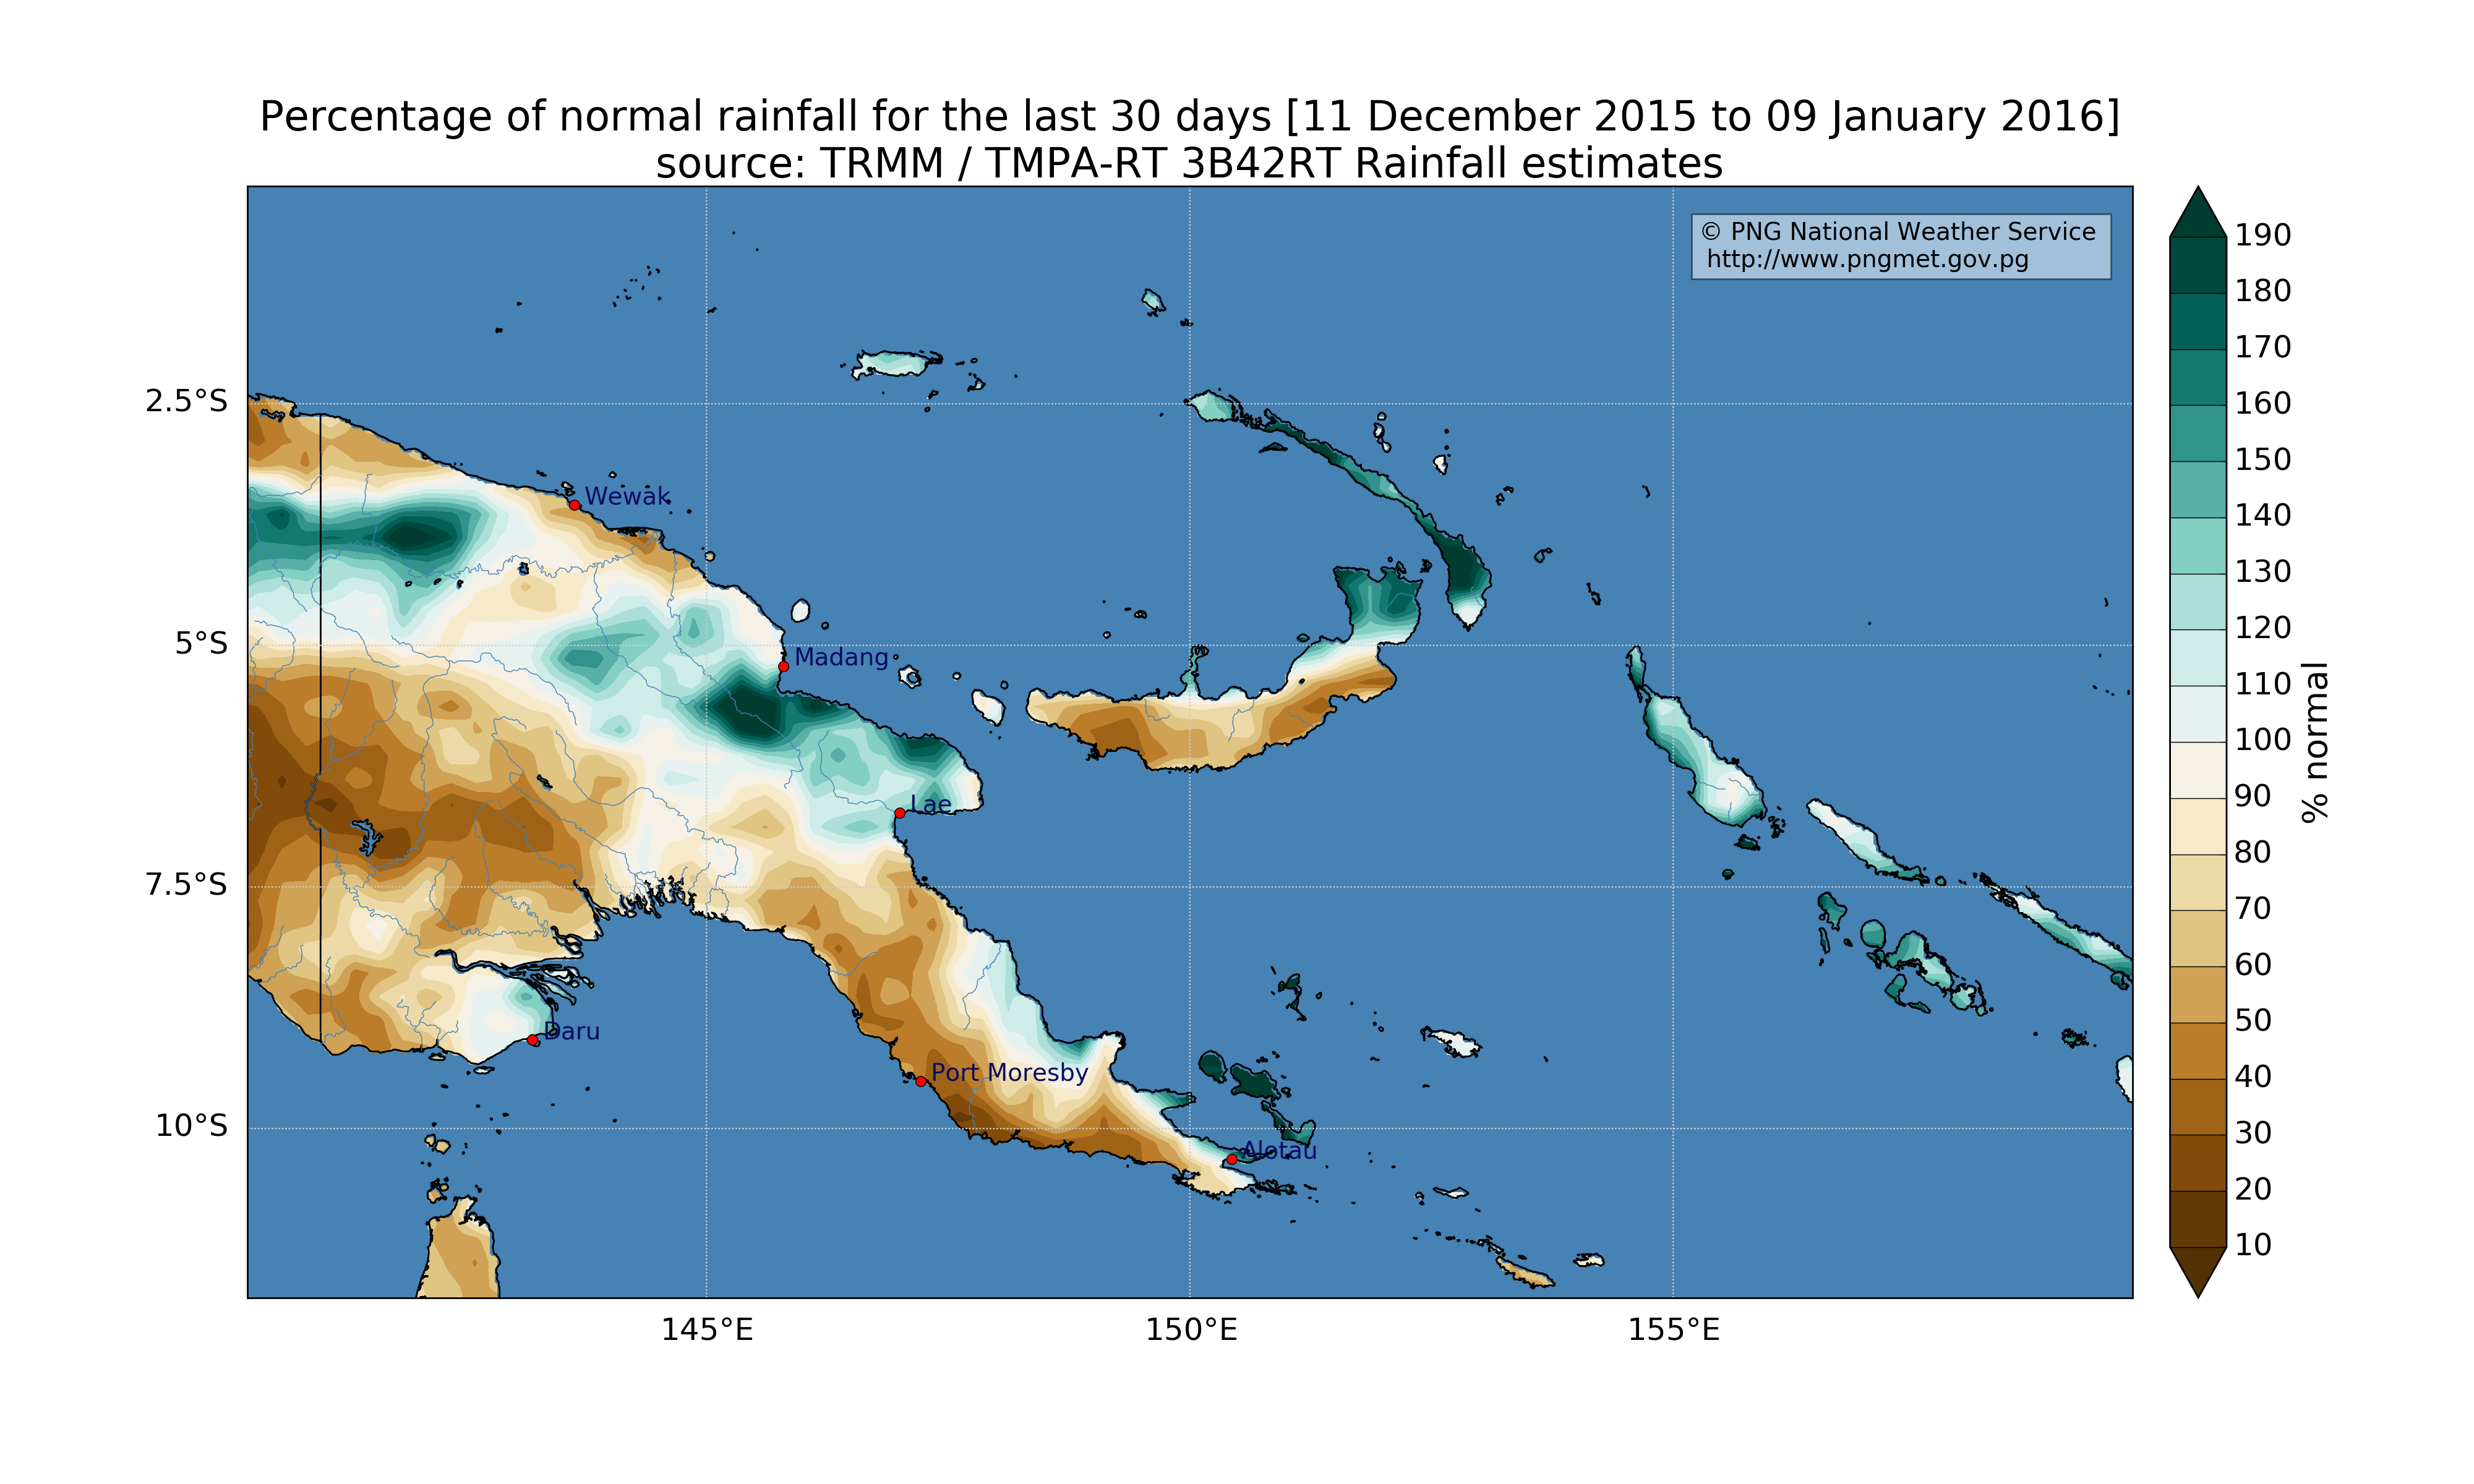 Percentage of normal rainfall for the last 30 days [11 December 2015 to 09 January 2016]
source: TRMM / TMPA-RT 3B42RT Rainfall estimates
© PNG National Weather Service
http://www.pngmet.gov.pg
2.5°S
5°S
7.5°S
10°S
145°E
150°E
155°E
Wewak
Madang
Lae
Daru
Port Moresby
Alotau
190
180
170
160
150
140
130
120
110
100
90
80
70
60
50
40
30
20
10
% normal